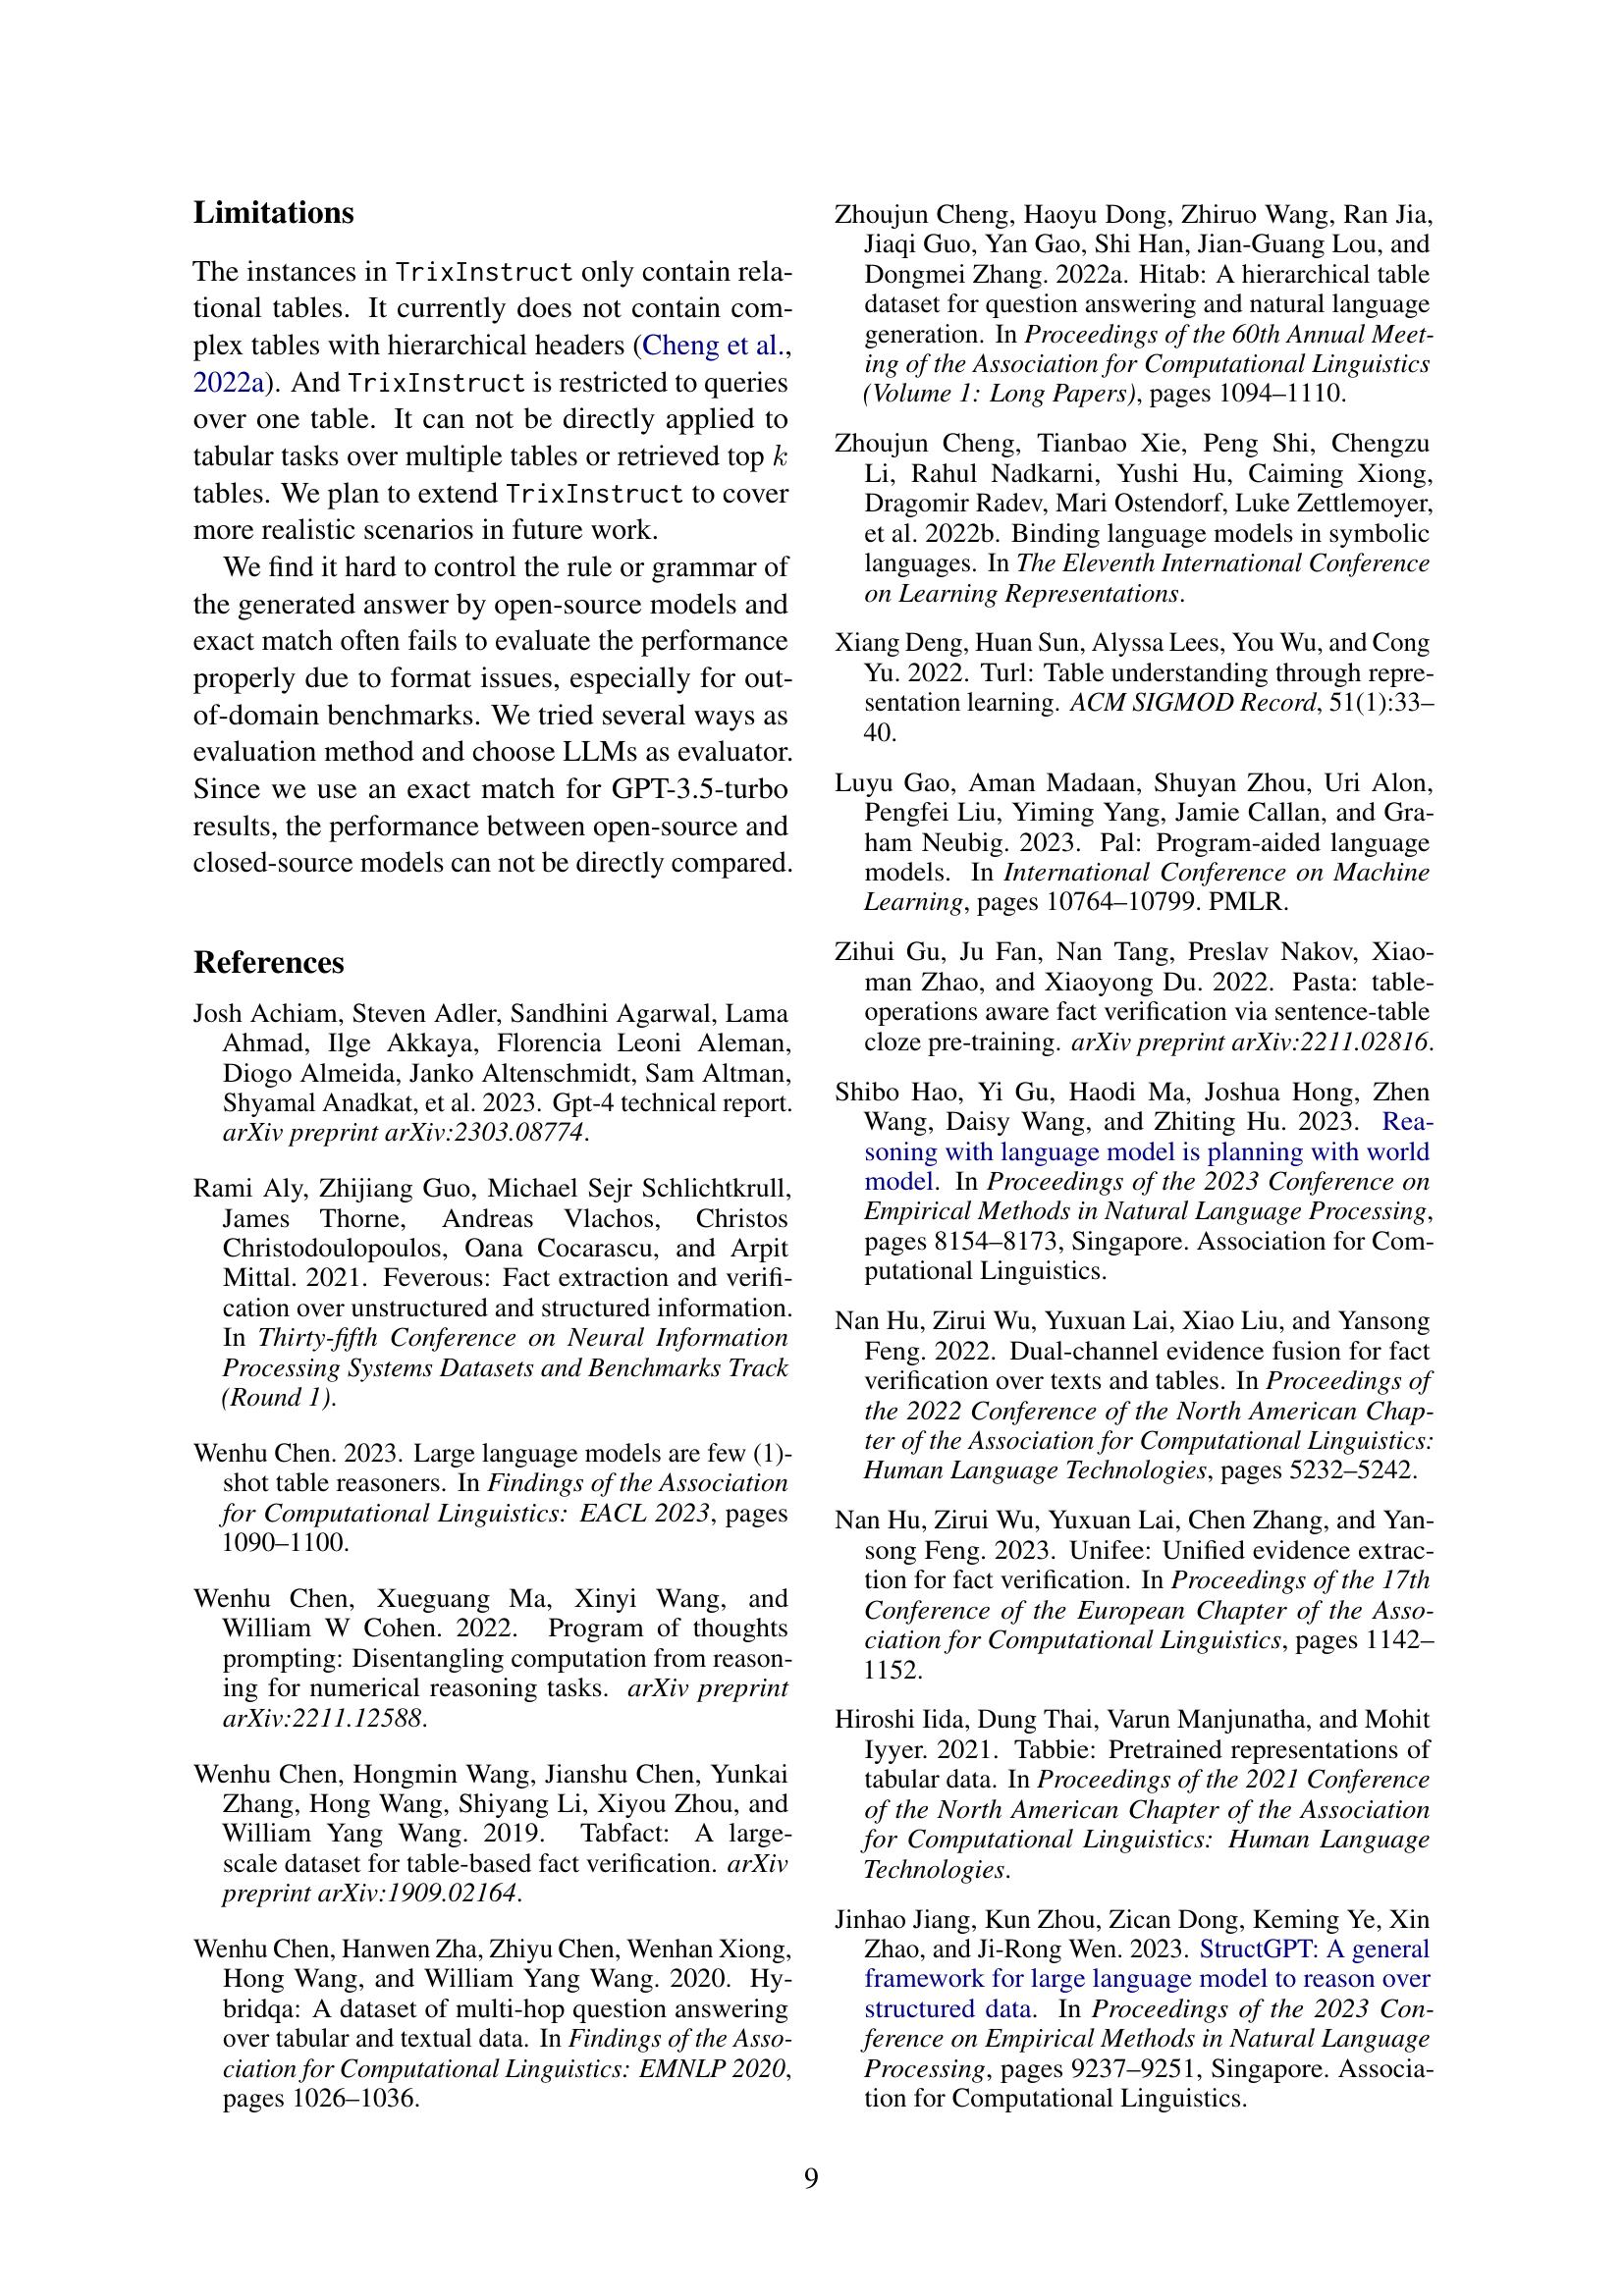 Limitations
The instances in TrixInstruct only contain rela-
tional tables. It currently does not contain com-
plex tables with hierarchical headers (Cheng et al.,
2022a). And TrixInstruct is restricted to queries
over one table. It can not be directly applied to
tabular tasks over multiple tables or retrieved top k
tables. We plan to extend TrixInstruct to cover
more realistic scenarios in future work.
We find it hard to control the rule or grammar of
the generated answer by open-source models and
exact match often fails to evaluate the performance
properly due to format issues, especially for out-
of-domain benchmarks. We tried several ways as
evaluation method and choose LLMs as evaluator.
Since we use an exact match for GPT-3.5-turbo
results, the performance between open-source and
closed-source models can not be directly compared.
References
Josh Achiam, Steven Adler, Sandhini Agarwal, Lama
Ahmad, Ilge Akkaya, Florencia Leoni Aleman,
Diogo Almeida, Janko Altenschmidt, Sam Altman,
Shyamal Anadkat, et al. 2023. Gpt-4 technical report.
arXiv preprint arXiv:2303.08774.
Rami Aly, Zhijiang Guo, Michael Sejr Schlichtkrull,
James Thorne, Andreas Vlachos, Christos
Christodoulopoulos, Oana Cocarascu, and Arpit
Mittal. 2021. Feverous: Fact extraction and verifi-
cation over unstructured and structured information.
In Thirty-fifth Conference on Neural Information
Processing Systems Datasets and Benchmarks Track
(Round 1).
Wenhu Chen. 2023. Large language models are few (1)-
shot table reasoners. In Findings of the Association
for Computational Linguistics: EACL 2023, pages
1090–1100.
Wenhu Chen, Xueguang Ma, Xinyi Wang, and
William W Cohen. 2022. Program of thoughts
prompting: Disentangling computation from reason-
ing for numerical reasoning tasks. arXiv preprint
arXiv:2211.12588.
Wenhu Chen, Hongmin Wang, Jianshu Chen, Yunkai
Zhang, Hong Wang, Shiyang Li, Xiyou Zhou, and
William Yang Wang. 2019. Tabfact: A large-
scale dataset for table-based fact verification. arXiv
preprint arXiv:1909.02164.
Wenhu Chen, Hanwen Zha, Zhiyu Chen, Wenhan Xiong,
Hong Wang, and William Yang Wang. 2020. Hy-
bridqa: A dataset of multi-hop question answering
over tabular and textual data. In Findings of the Asso-
ciation for Computational Linguistics: EMNLP 2020,
pages 1026–1036.
Zhoujun Cheng, Haoyu Dong, Zhiruo Wang, Ran Jia,
Jiaqi Guo, Yan Gao, Shi Han, Jian-Guang Lou, and
Dongmei Zhang. 2022a. Hitab: A hierarchical table
dataset for question answering and natural language
generation. In Proceedings of the 60th Annual Meet-
ing of the Association for Computational Linguistics
(Volume 1: Long Papers), pages 1094–1110.
Zhoujun Cheng, Tianbao Xie, Peng Shi, Chengzu
Li, Rahul Nadkarni, Yushi Hu, Caiming Xiong,
Dragomir Radev, Mari Ostendorf, Luke Zettlemoyer,
et al. 2022b. Binding language models in symbolic
languages. In The Eleventh International Conference
on Learning Representations.
Xiang Deng, Huan Sun, Alyssa Lees, You Wu, and Cong
Yu. 2022. Turl: Table understanding through repre-
sentation learning. ACM SIGMOD Record, 51(1):33–
40.
Luyu Gao, Aman Madaan, Shuyan Zhou, Uri Alon,
Pengfei Liu, Yiming Yang, Jamie Callan, and Gra-
ham Neubig. 2023. Pal: Program-aided language
models. In International Conference on Machine
Learning, pages 10764–10799. PMLR.
Zihui Gu, Ju Fan, Nan Tang, Preslav Nakov, Xiao-
man Zhao, and Xiaoyong Du. 2022. Pasta: table-
operations aware fact verification via sentence-table
cloze pre-training. arXiv preprint arXiv:2211.02816.
Shibo Hao, Yi Gu, Haodi Ma, Joshua Hong, Zhen
Wang, Daisy Wang, and Zhiting Hu. 2023. Rea-
soning with language model is planning with world
model. In Proceedings of the 2023 Conference on
Empirical Methods in Natural Language Processing,
pages 8154–8173, Singapore. Association for Com-
putational Linguistics.
Nan Hu, Zirui Wu, Yuxuan Lai, Xiao Liu, and Yansong
Feng. 2022. Dual-channel evidence fusion for fact
verification over texts and tables. In Proceedings of
the 2022 Conference of the North American Chap-
ter of the Association for Computational Linguistics:
Human Language Technologies, pages 5232–5242.
Nan Hu, Zirui Wu, Yuxuan Lai, Chen Zhang, and Yan-
song Feng. 2023. Unifee: Unified evidence extrac-
tion for fact verification. In Proceedings of the 17th
Conference of the European Chapter of the Asso-
ciation for Computational Linguistics, pages 1142–
1152.
Hiroshi Iida, Dung Thai, Varun Manjunatha, and Mohit
Iyyer. 2021. Tabbie: Pretrained representations of
tabular data. In Proceedings of the 2021 Conference
of the North American Chapter of the Association
for Computational Linguistics: Human Language
Technologies.
Jinhao Jiang, Kun Zhou, Zican Dong, Keming Ye, Xin
Zhao, and Ji-Rong Wen. 2023. StructGPT: A general
framework for large language model to reason over
structured data. In Proceedings of the 2023 Con-
ference on Empirical Methods in Natural Language
Processing, pages 9237–9251, Singapore. Associa-
tion for Computational Linguistics.
9